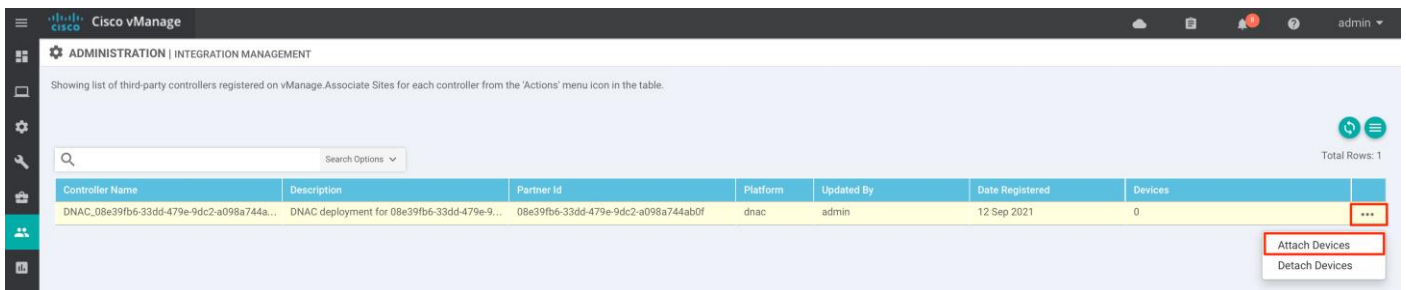 cisco Cisco vManage admin
ADMINISTRATION | INTEGRATION MANAGEMENT
Showing list of third-party controllers registered on vManage.Associate Sites for each controller from the 'Actions' menu icon in the table.
Search Options
Total Rows: 1
Controller Name Description Partner Id Platform Updated By Date Registered Devices
DNAC_08e39fb6-33dd-479e-9dc2-a098a744a... DNAC deployment for 08e39fb6-33dd-479e-9... 08e39fb6-33dd-479e-9dc2-a098a744ab0f dnac admin 12 Sep 2021 0
Attach Devices
Detach Devices